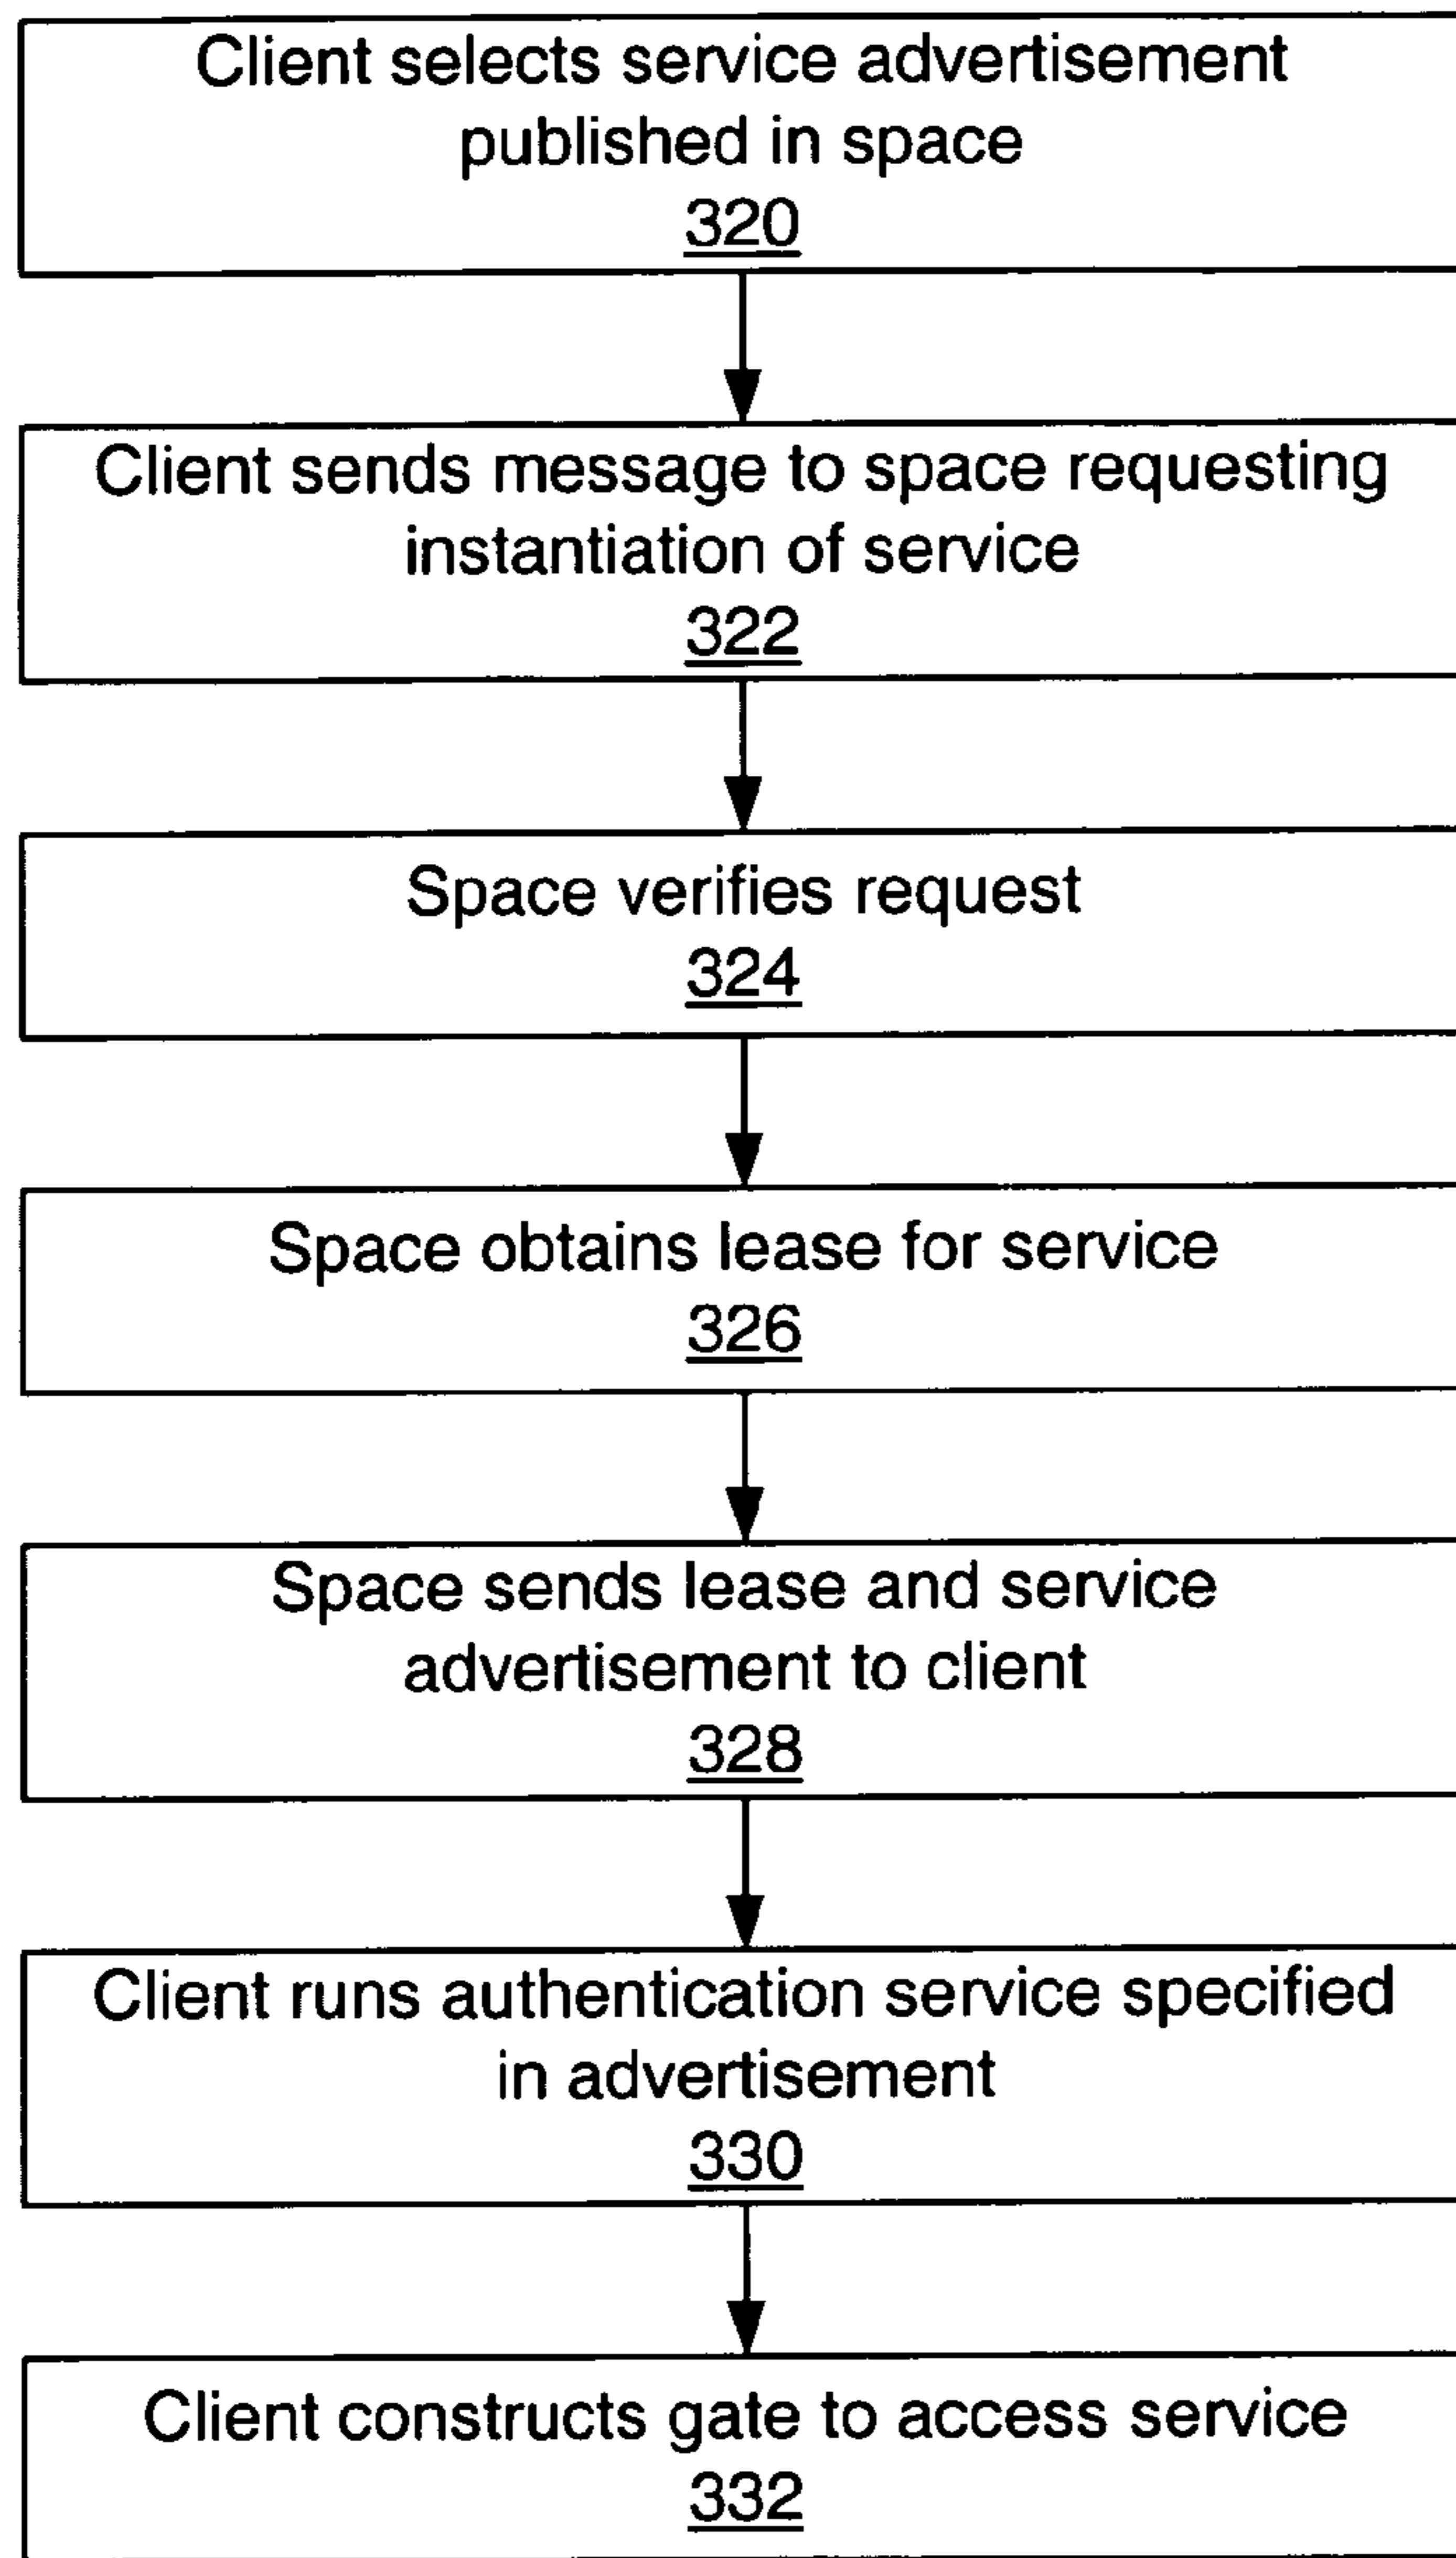 Client selects service advertisement
published in space
320
Client sends message to space requesting
instantiation of service
322
Space verifies request
324
Space obtains lease for service
326
Space sends lease and service
advertisement to client
328
Client runs authentication service specified
in advertisement
330
Client constructs gate to access service
332